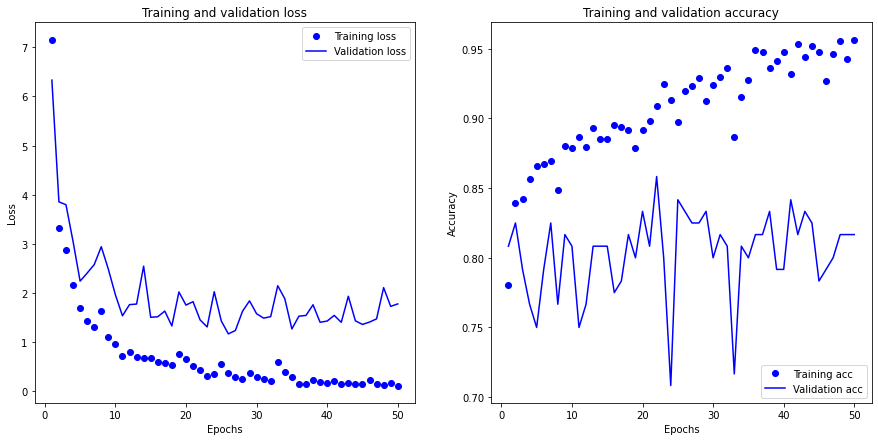 Training and validation loss
Training loss
Validation loss
7
6
5
4
3
2
1
0
Loss
0 10 20 30 40 50
Epochs
Training and validation accuracy
0.95
0.90
0.85
0.80
0.75
0.70
Accuracy
Training acc
Validation acc
0 10 20 30 40 50
Epochs